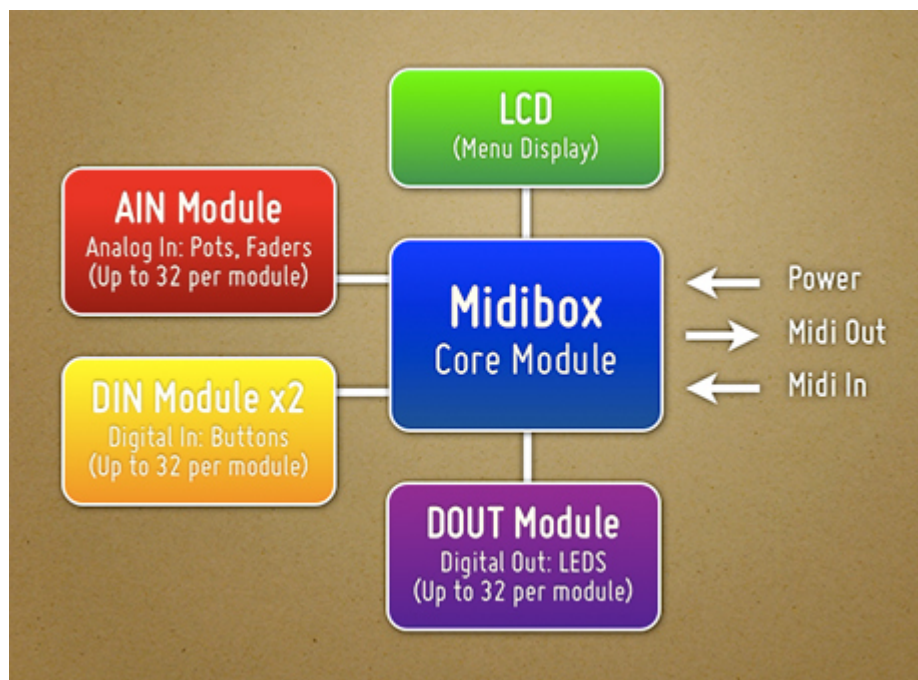 LCD
(Menu Display)
AIN Module
Analog In: Pots, Faders
(Up to 32 per module)
Midibox
Core Module
Power
Midi Out
Midi In
DIN Module x2
Digital In: Buttons
(Up to 32 per module)
DOUT Module
Digital Out: LEDS
(Up to 32 per module)